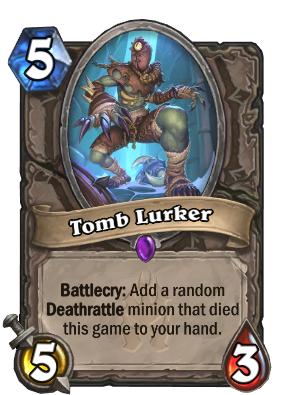 5
Tomb Lurker
Battlecry: Add a random
Deathrattle minion that died
this game to your hand.
5
3